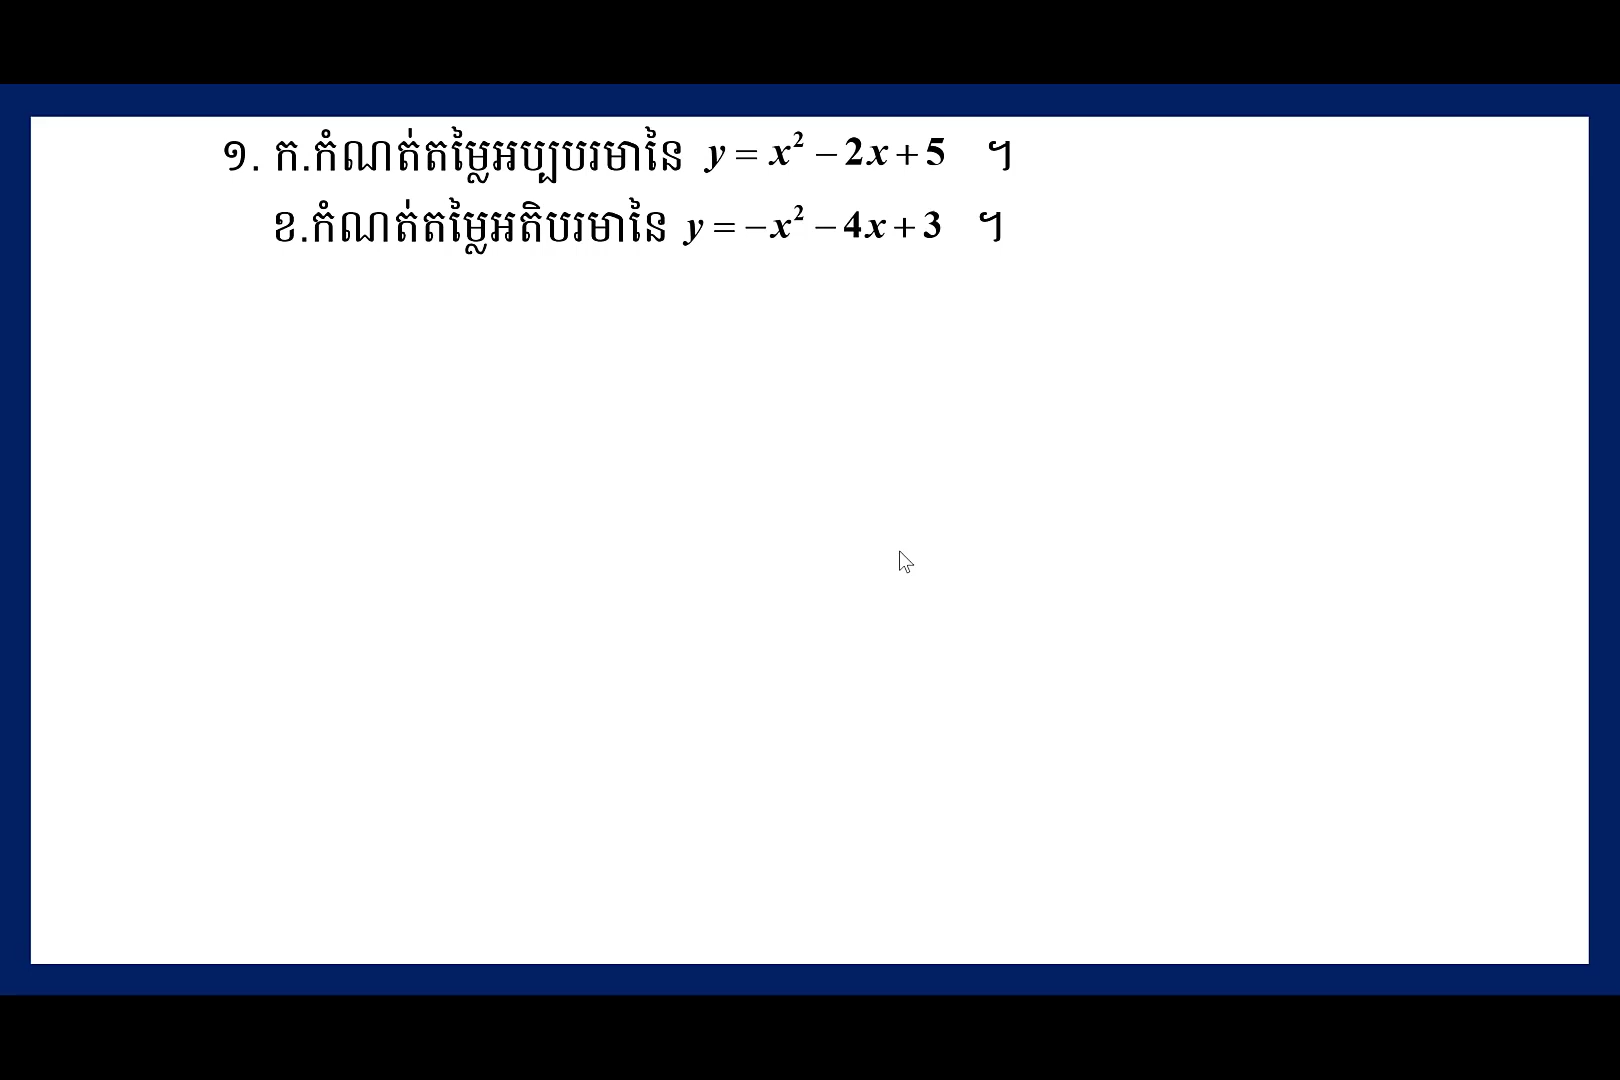 ១. ក.កំណត់តម្លៃអប្បបរមានៃ y = x² − 2x + 5 ។
ខ.កំណត់តម្លៃអតិបរមានៃ y = −x² − 4x + 3 ។